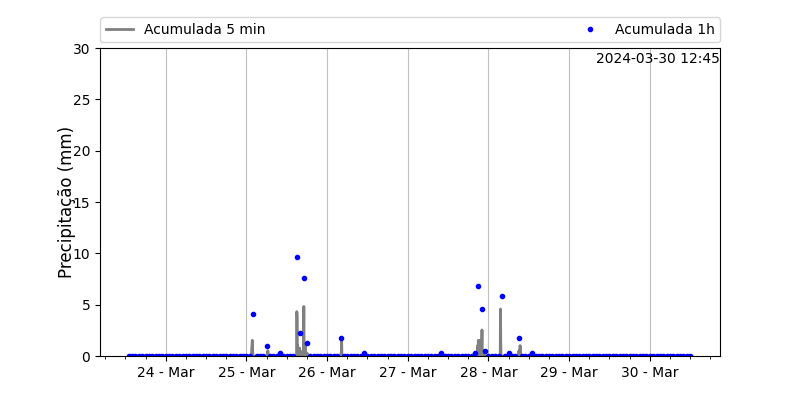 Acumulada 5 min
Acumulada 1h
2024-03-30 12:45
Precipitação (mm)
30
25
20
15
10
5
0
24 - Mar 25 - Mar 26 - Mar 27 - Mar 28 - Mar 29 - Mar 30 - Mar